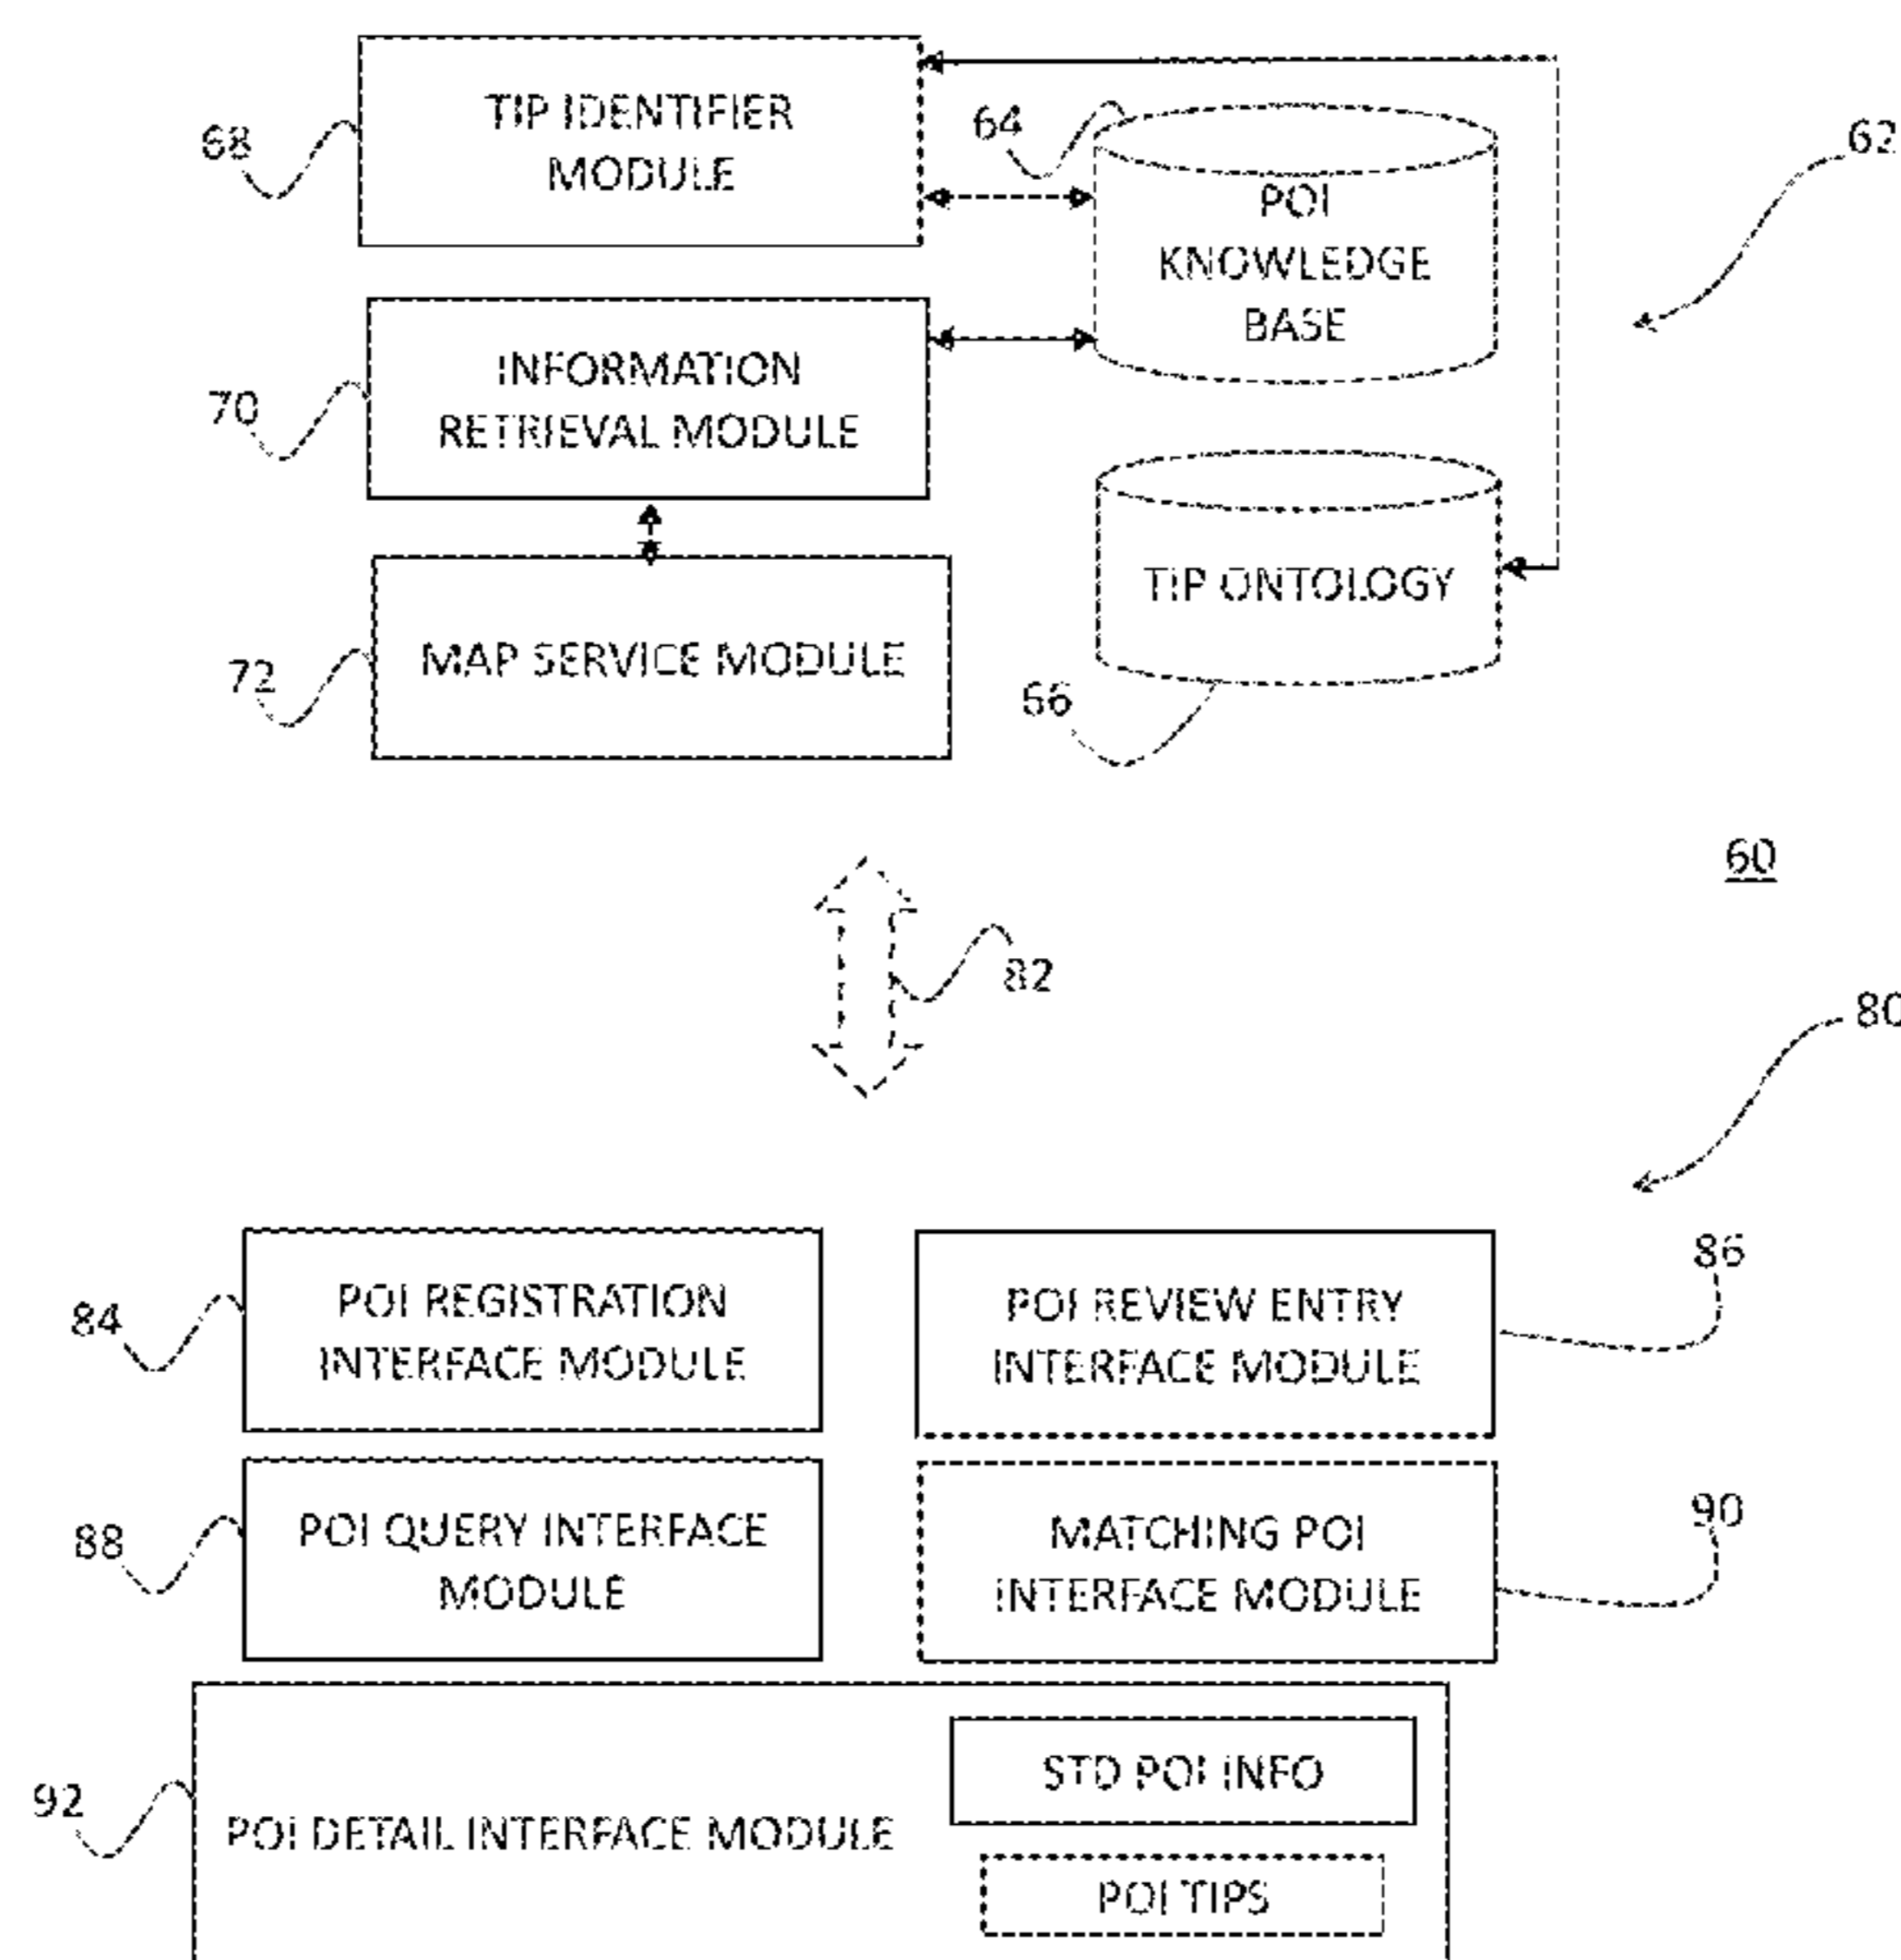 TIP IDENTIFIER
MODULE
68
64
POI
KNOWLEDGE
BASE
62
INFORMATION
RETRIEVAL MODULE
70
TIP ONTOLOGY
MAP SERVICE MODULE
72
66
60
82
80
POI REGISTRATION
INTERFACE MODULE
84
POI REVIEW ENTRY
INTERFACE MODULE
86
POI QUERY INTERFACE
MODULE
88
MATCHING POI
INTERFACE MODULE
90
STD POI INFO
92
POI DETAIL INTERFACE MODULE
POI TIPS